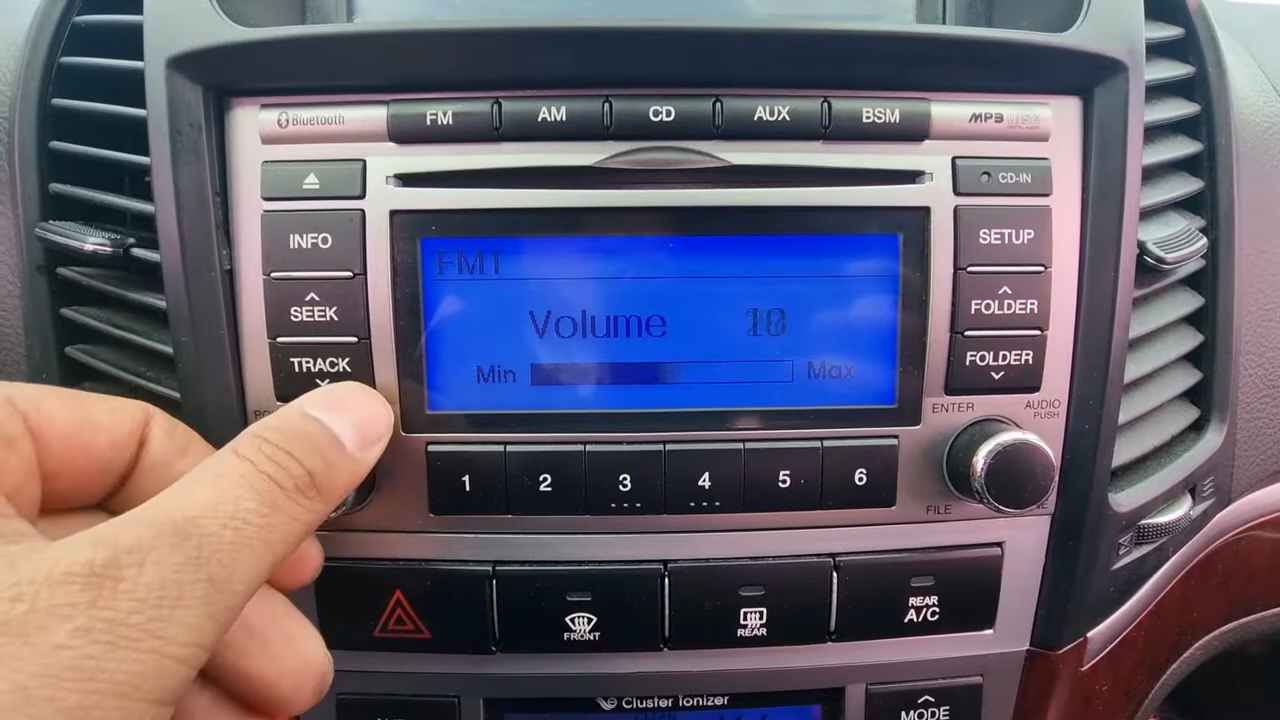 Bluetooth
FM
AM
CD
AUX
BSM
MP3 DISC
CD-IN
INFO
SETUP
SEEK
FOLDER
TRACK
FOLDER
FM1
Volume
Min
Max
ENTER
AUDIO
PUSH
FILE
1
2
3
4
5
6
FRONT
REAR
REAR
A/C
Cluster Ionizer
MODE